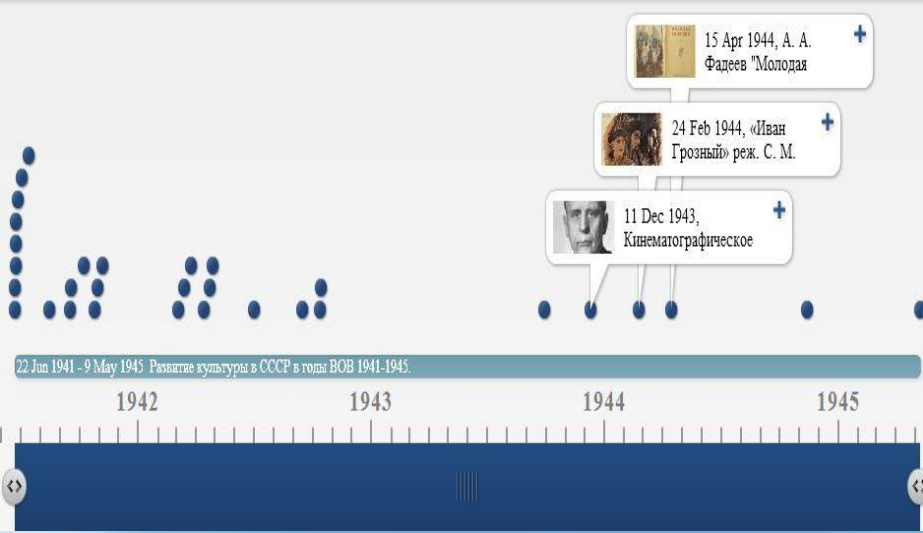 15 Apr 1944, А. А.
Фадеев "Молодая
24 Feb 1944, «Иван
Грозный» реж. С. М.
11 Dec 1943,
Кинематографическое
22 Jun 1941 - 9 May 1945 Развитие культуры в СССР в годы ВОВ 1941-1945.
1942 1943 1944 1945